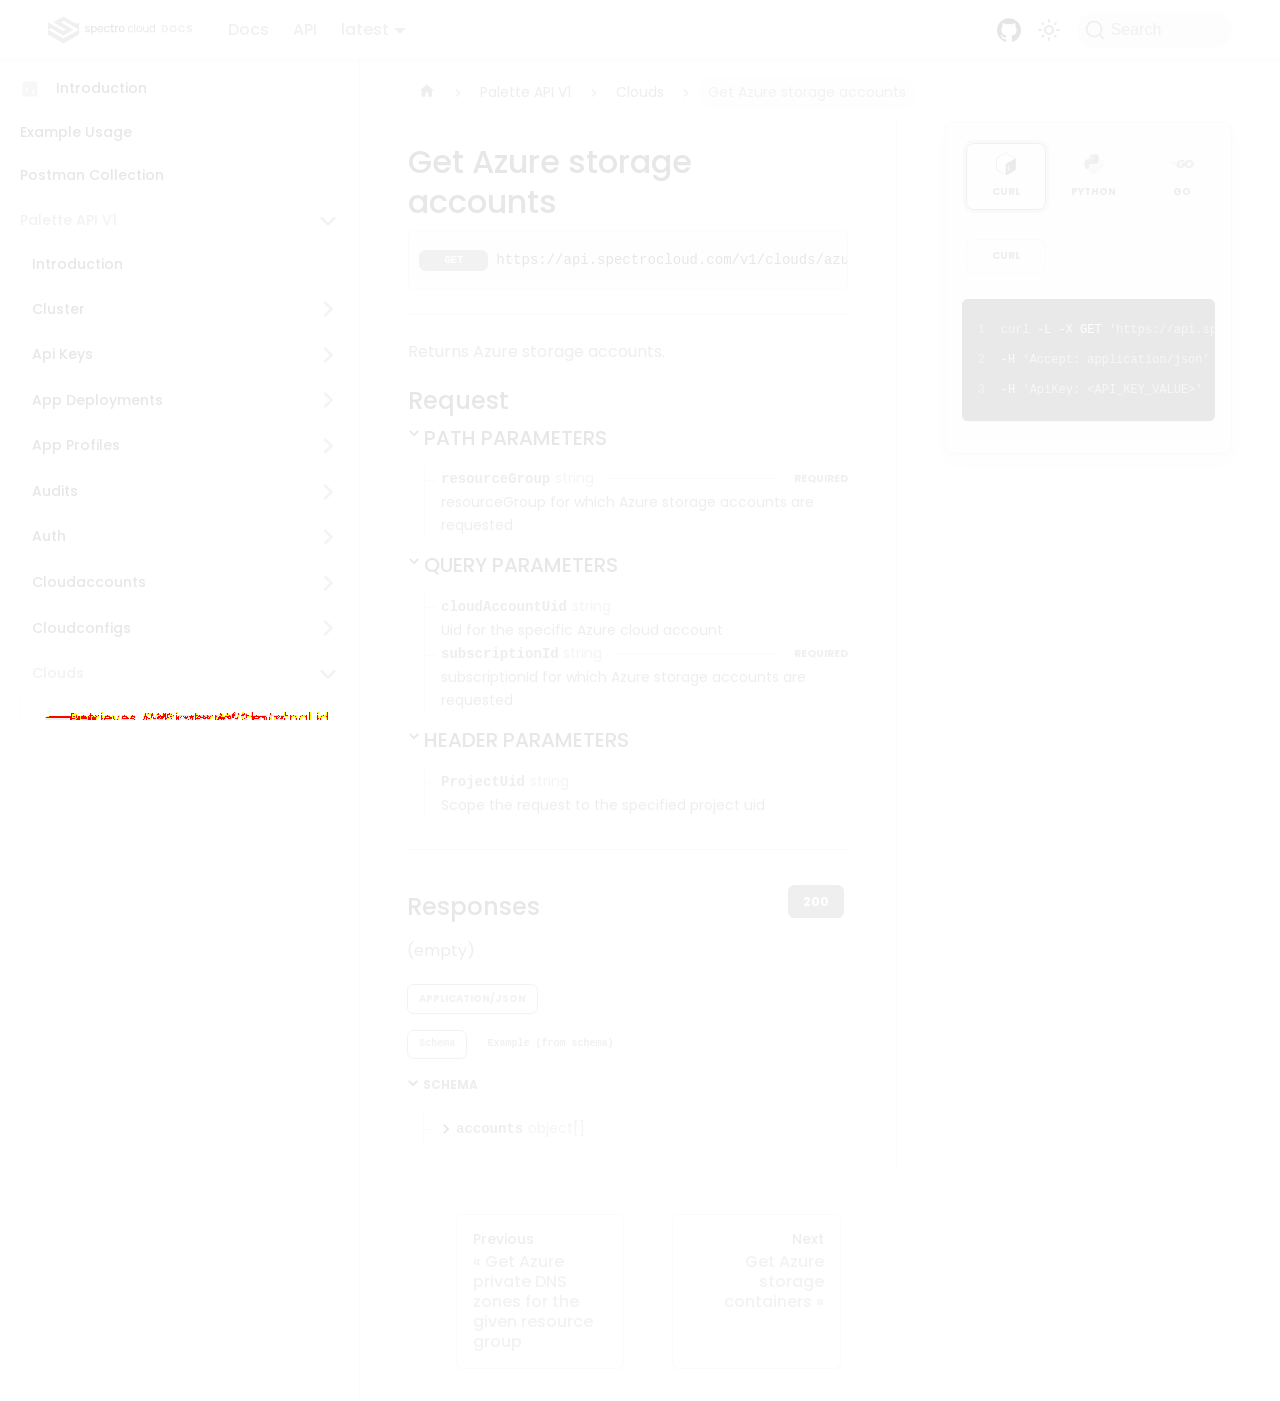 spectro cloud DOCS
Docs
API
latest
Search
Introduction
Example Usage
Postman Collection
Palette API V1
Introduction
Cluster
Api Keys
App Deployments
App Profiles
Audits
Auth
Cloudaccounts
Cloudconfigs
Clouds
Palette API V1
Clouds
Get Azure storage accounts
Get Azure storage
accounts
GET https://api.spectrocloud.com/v1/clouds/azu
Returns Azure storage accounts.
Request
PATH PARAMETERS
resourceGroup string REQUIRED
resourceGroup for which Azure storage accounts are
requested
QUERY PARAMETERS
cloudAccountUid string
Uid for the specific Azure cloud account
subscriptionId string REQUIRED
subscriptionId for which Azure storage accounts are
requested
HEADER PARAMETERS
ProjectUid string
Scope the request to the specified project uid
Responses
200
(empty)
APPLICATION/JSON
Schema
Example (from schema)
SCHEMA
accounts object[]
Previous
« Get Azure
private DNS
zones for the
given resource
group
Next
Get Azure
storage
containers »
CURL
PYTHON
GO
CURL
1 curl -L -X GET 'https://api.sp
2 -H 'Accept: application/json'
3 -H 'ApiKey: <API_KEY_VALUE>'